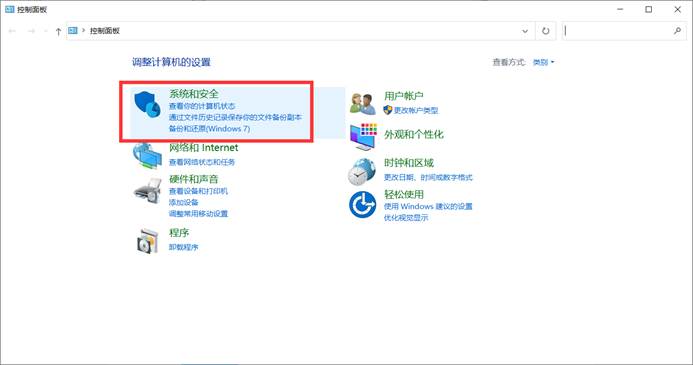 控制面板
控制面板
调整计算机的设置
查看方式: 类别
系统和安全
查看你的计算机状态
通过文件历史记录保存你的文件备份副本
备份和还原(Windows 7)
网络和 Internet
查看网络状态和任务
硬件和声音
查看设备和打印机
添加设备
调整常用移动设置
程序
卸载程序
用户帐户
更改帐户类型
外观和个性化
时钟和区域
更改日期、时间或数字格式
轻松使用
使用 Windows 建议的设置
优化视觉显示